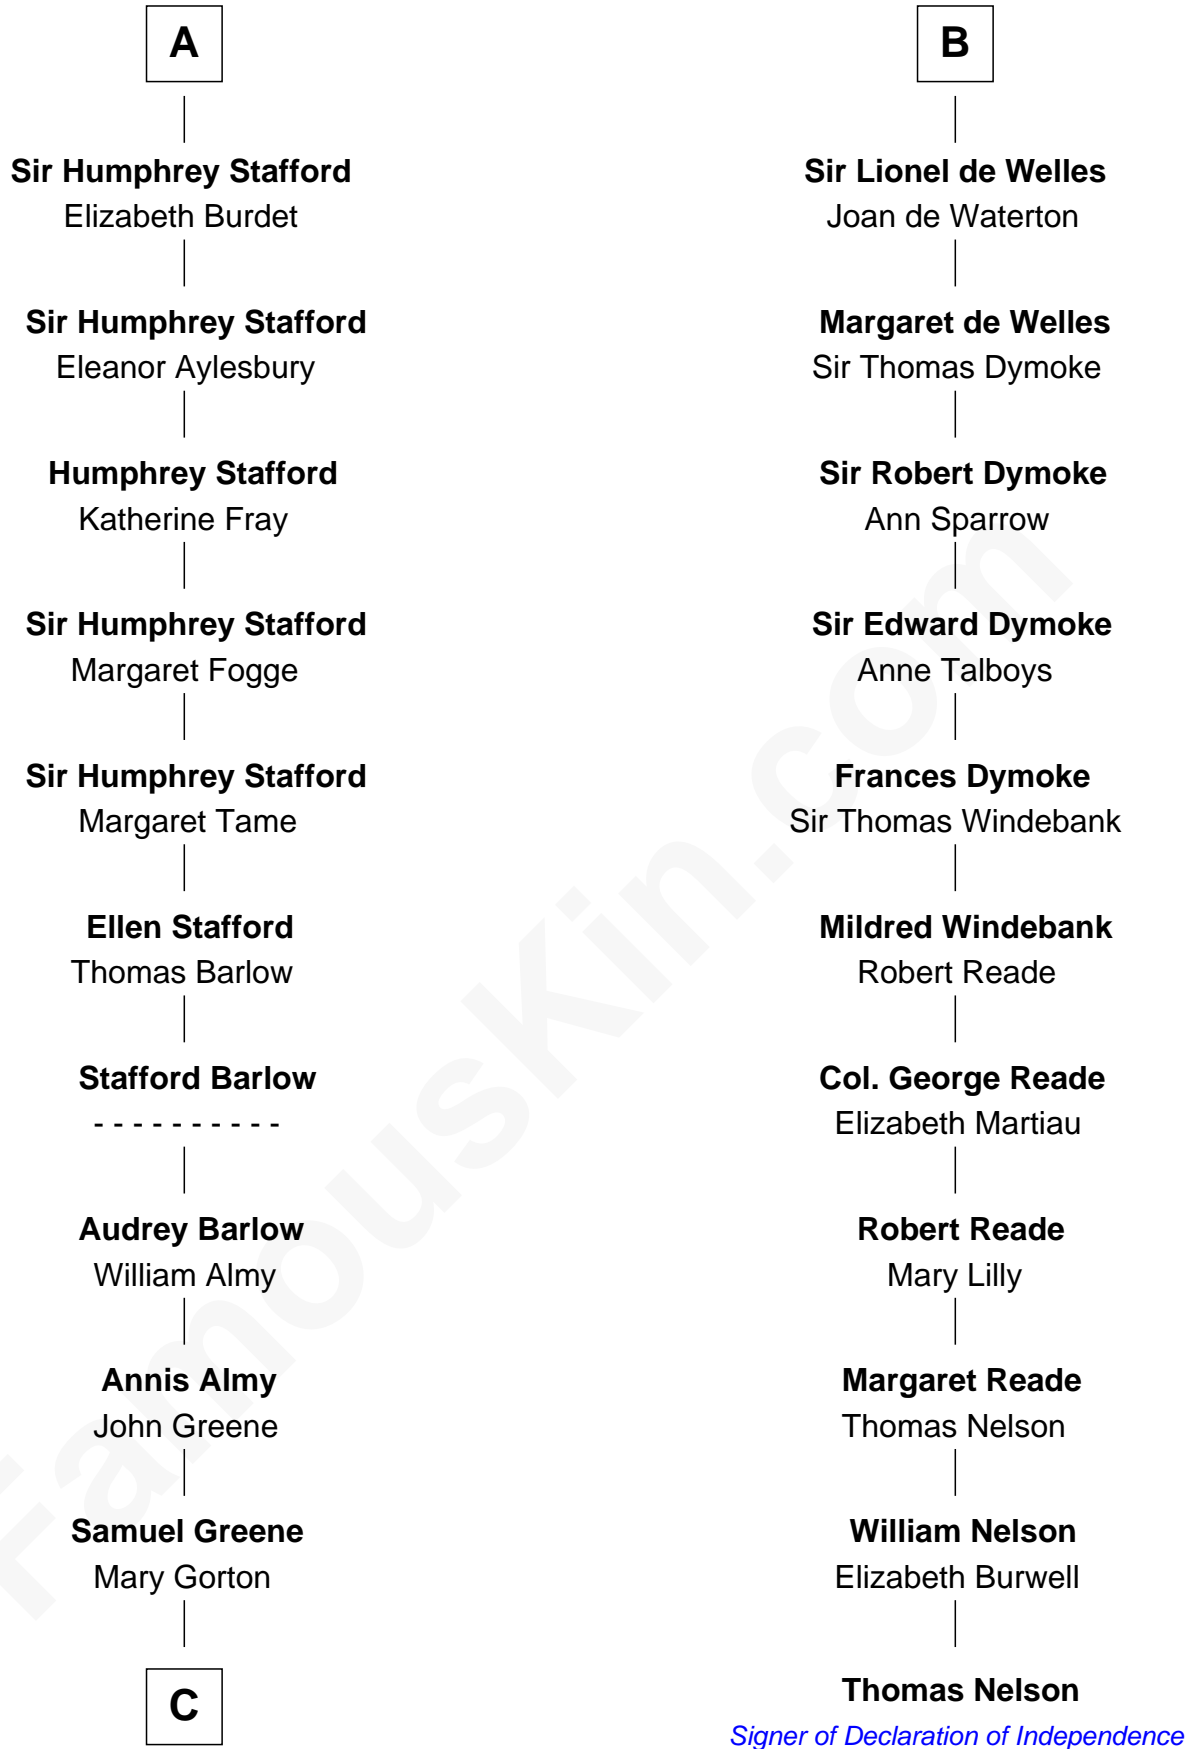 A
Sir Humphrey Stafford
Elizabeth Burdet
Sir Humphrey Stafford
Eleanor Aylesbury
Humphrey Stafford
Katherine Fray
Sir Humphrey Stafford
Margaret Fogge
Sir Humphrey Stafford
Margaret Tame
Ellen Stafford
Thomas Barlow
Stafford Barlow
- - - - - - - - - -
Audrey Barlow
William Almy
Annis Almy
John Greene
Samuel Greene
Mary Gorton
C
B
Sir Lionel de Welles
Joan de Waterton
Margaret de Welles
Sir Thomas Dymoke
Sir Robert Dymoke
Ann Sparrow
Sir Edward Dymoke
Anne Talboys
Frances Dymoke
Sir Thomas Windebank
Mildred Windebank
Robert Reade
Col. George Reade
Elizabeth Martiau
Robert Reade
Mary Lilly
Margaret Reade
Thomas Nelson
William Nelson
Elizabeth Burwell
Thomas Nelson
Signer of Declaration of Independence
FamousKin.com